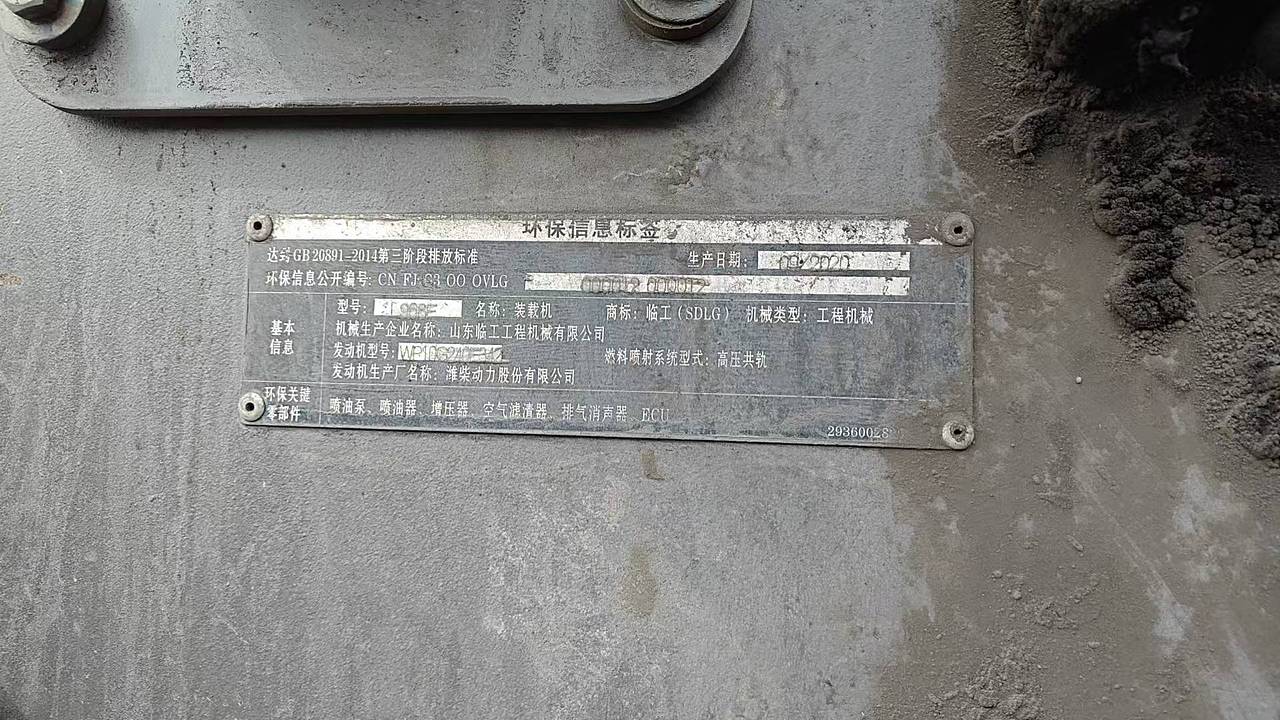 环保信息标签
达到GB 20891-2014第三阶段排放标准 生产日期: 09/2020
环保信息公开编号: CN FJ G3 00 0VLG 000012 000012
型号: 名称: 装载机 商标: 临工 (SDLG) 机械类型: 工程机械
基本信息 机械生产企业名称: 山东临工工程机械有限公司
发动机型号: WP10G240E342 燃料喷射系统型式: 高压共轨
发动机生产厂名称: 潍柴动力股份有限公司
环保关键零部件 喷油泵、喷油器、增压器、空气滤清器、排气消声器、ECU
29360028